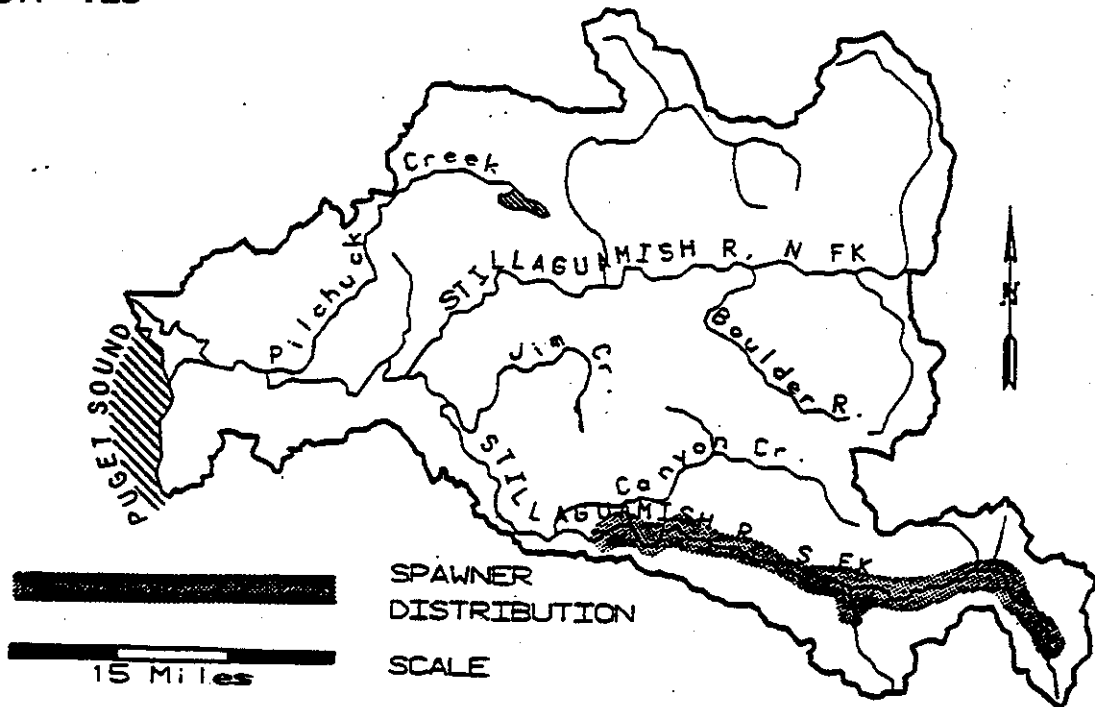 Creek
Pilchuck
STILLAGUAMISH R. N FK
N
PUGET SOUND
Jim Cr.
Boulder R.
Canyon Cr.
STILLAGUAMISH R S FK
SPAWNER
DISTRIBUTION
SCALE
15 Miles